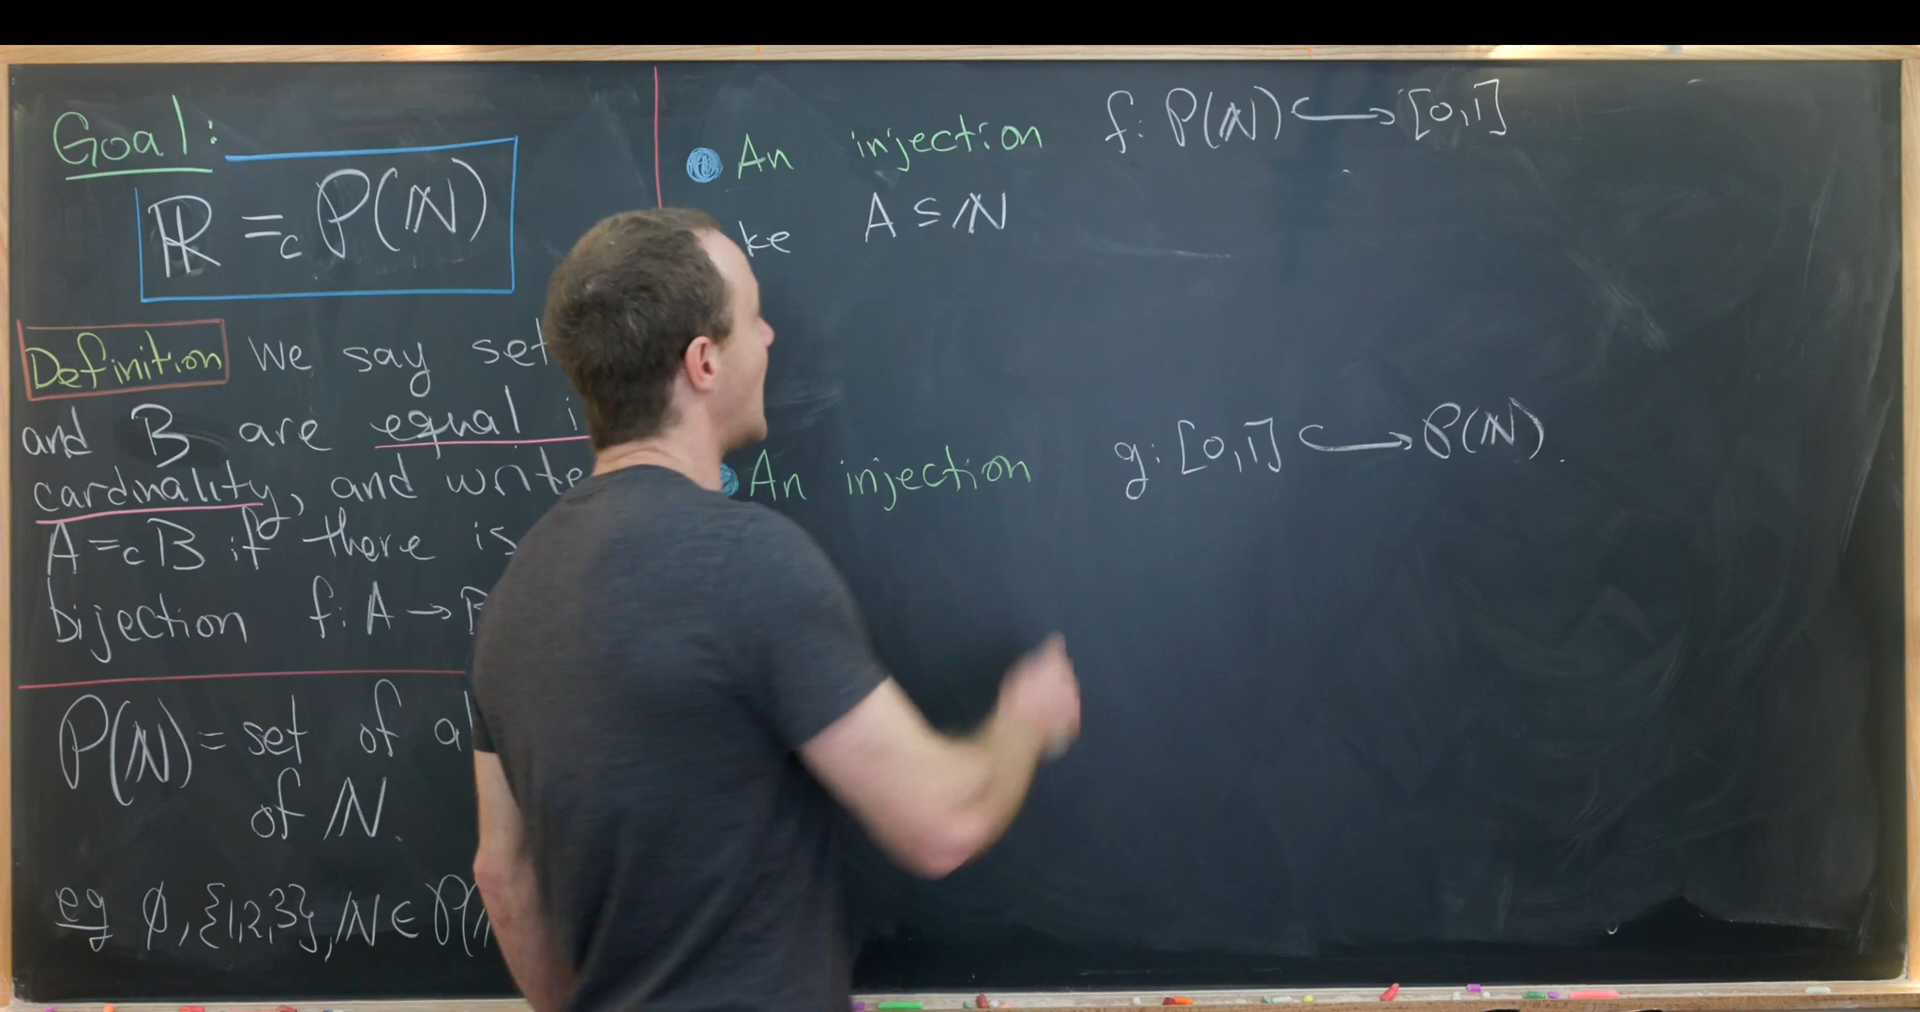 Goal:
ℝ =c P(ℕ)
Definition We say set
and B are equal i
cardinality, and write
A =c B if there is
bijection f: A → B
P(ℕ) = set of al
of ℕ.
eg ∅, {1,2,3}, ℕ ∈ P(ℕ
An injection f: P(ℕ) ↪ [0,1]
ke A ⊆ ℕ
An injection g: [0,1] ↪ P(ℕ).